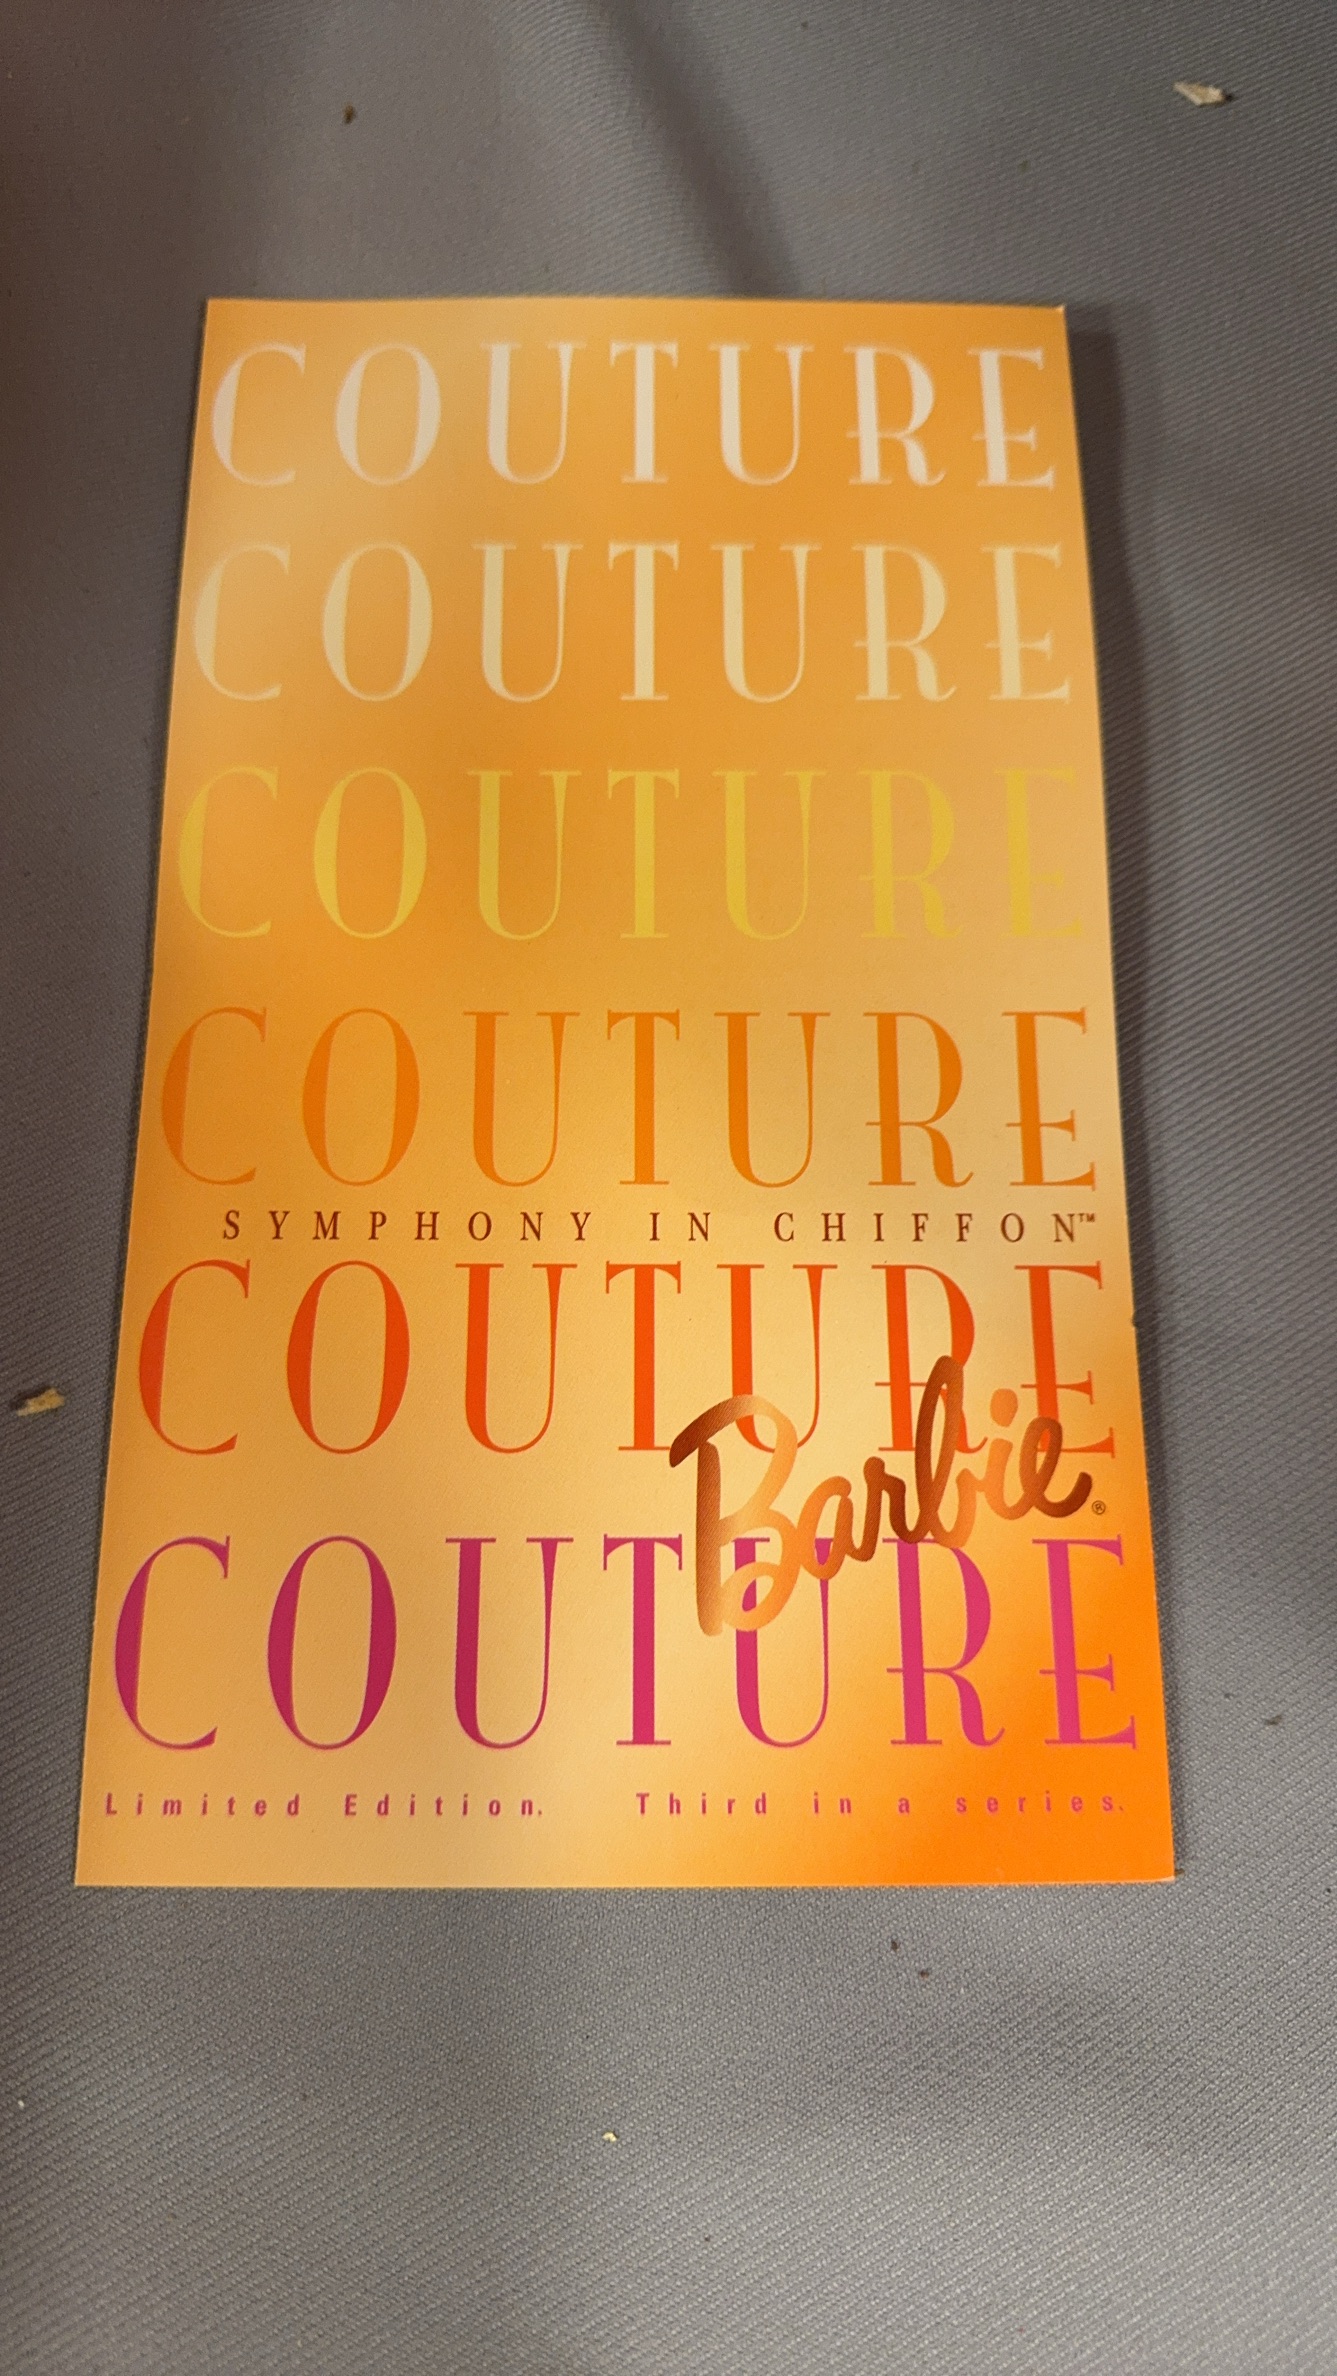 COUTURE
COUTURE
COUTURE
COUTURE
SYMPHONY IN CHIFFON™
COUTURE
Barbie®
COUTURE
Limited Edition. Third in a series.